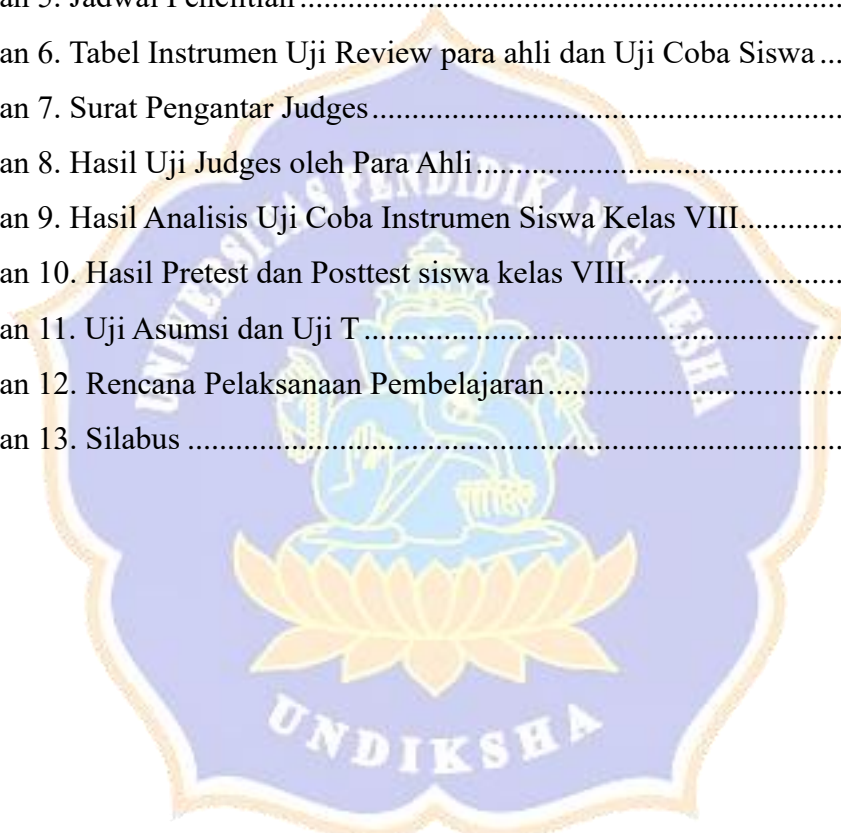 an 5. Jadwal Penelitian..........................................................................
an 6. Tabel Instrumen Uji Review para ahli dan Uji Coba Siswa...
an 7. Surat Pengantar Judges................................................................
an 8. Hasil Uji Judges oleh Para Ahli..................................................
an 9. Hasil Analisis Uji Coba Instrumen Siswa Kelas VIII.............
an 10. Hasil Pretest dan Posttest siswa kelas VIII............................
an 11. Uji Asumsi dan Uji T.................................................................
an 12. Rencana Pelaksanaan Pembelajaran.......................................
an 13. Silabus.........................................................................................
UNIVERSITAS PENDIDIKAN GANESHA
UNDIKSHA